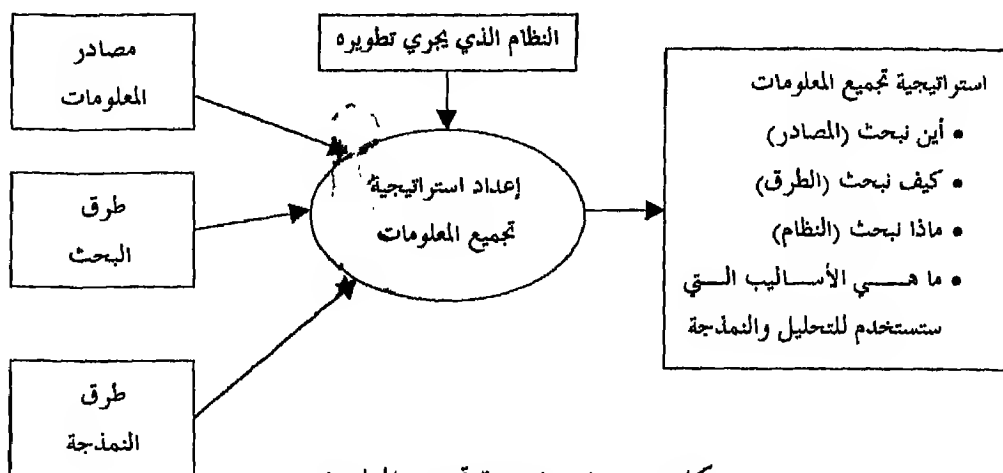 مصادر
المعلومات
النظام الذي يجري تطويره
استراتيجية تجميع المعلومات
• أين نبحث (المصادر)
• كيف نبحث (الطرق)
• ماذا نبحث (النظام)
• ما هي الأساليب التي
ستستخدم للتحليل والنمذجة
إعداد استراتيجية
تجميع المعلومات
طرق
البحث
طرق
النمذجة